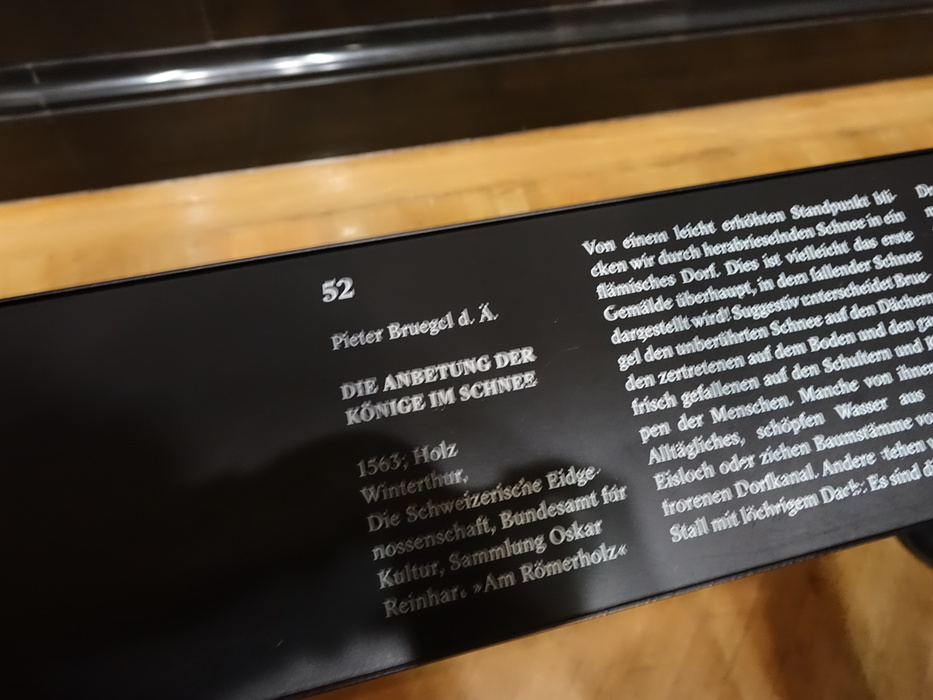 52
Pieter Bruegel d. Ä.
DIE ANBETUNG DER
KÖNIGE IM SCHNEE
1563; Holz
Winterthur,
Die Schweizerische Eidge-
nossenschaft, Bundesamt für
Kultur, Sammlung Oskar
Reinhart »Am Römerholz«
Von einem leicht erhöhten Standpunkt bli-
cken wir durch herabrieselnden Schnee in ein
flämisches Dorf. Dies ist vielleicht das erste
Gemälde überhaupt, in dem fallender Schnee
dargestellt wird! Suggestiv unterscheidet Brue-
gel den unberührten Schnee auf den Dächern
den zertretenen auf dem Boden und den
frisch gefallenen auf den Schultern und
pen der Menschen. Manche von ihnen
Alltägliches, schöpfen Wasser aus
Eisloch oder ziehen Baumstämme
frorenen Dorfkanal. Andere stehen
Stall mit löchrigem Dach: Es sind